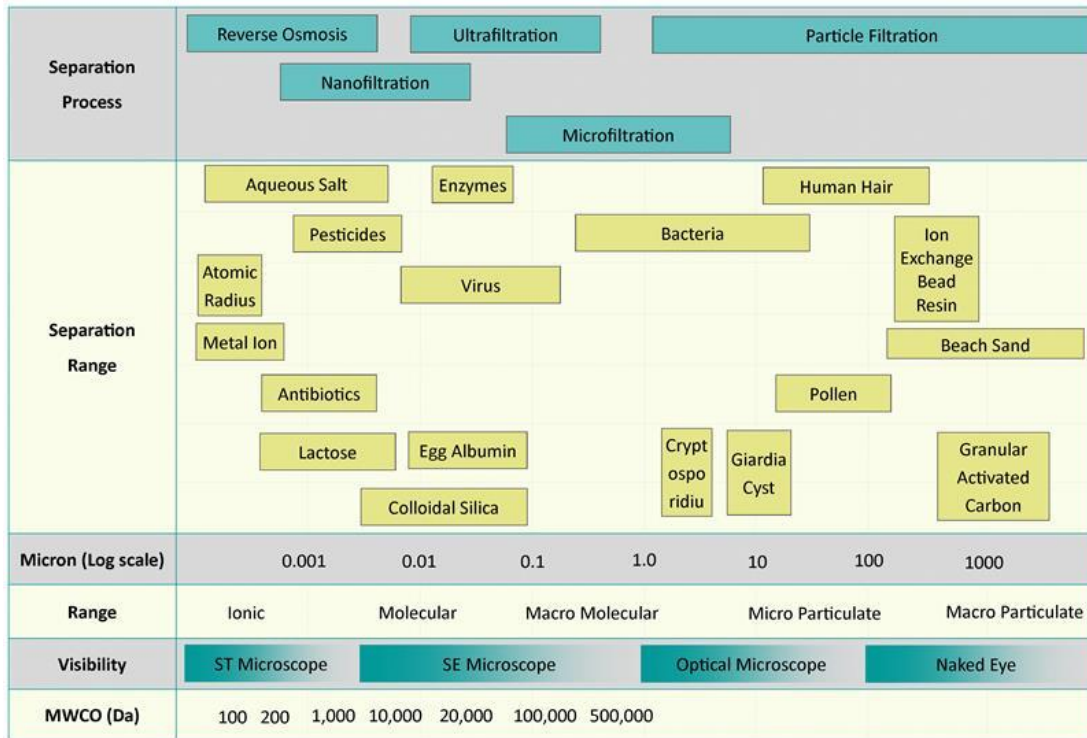 Reverse Osmosis
Ultrafiltration
Particle Filtration
Separation
Process
Nanofiltration
Microfiltration
Aqueous Salt
Enzymes
Human Hair
Pesticides
Bacteria
Ion
Exchange
Bead
Resin
Atomic
Radius
Virus
Separation
Range
Metal Ion
Beach Sand
Antibiotics
Pollen
Lactose
Egg Albumin
Crypt
ospo
ridiu
Giardia
Cyst
Granular
Activated
Carbon
Colloidal Silica
Micron (Log scale) 0.001 0.01 0.1 1.0 10 100 1000
Range Ionic Molecular Macro Molecular Micro Particulate Macro Particulate
Visibility ST Microscope SE Microscope Optical Microscope Naked Eye
MWCO (Da) 100 200 1,000 10,000 20,000 100,000 500,000